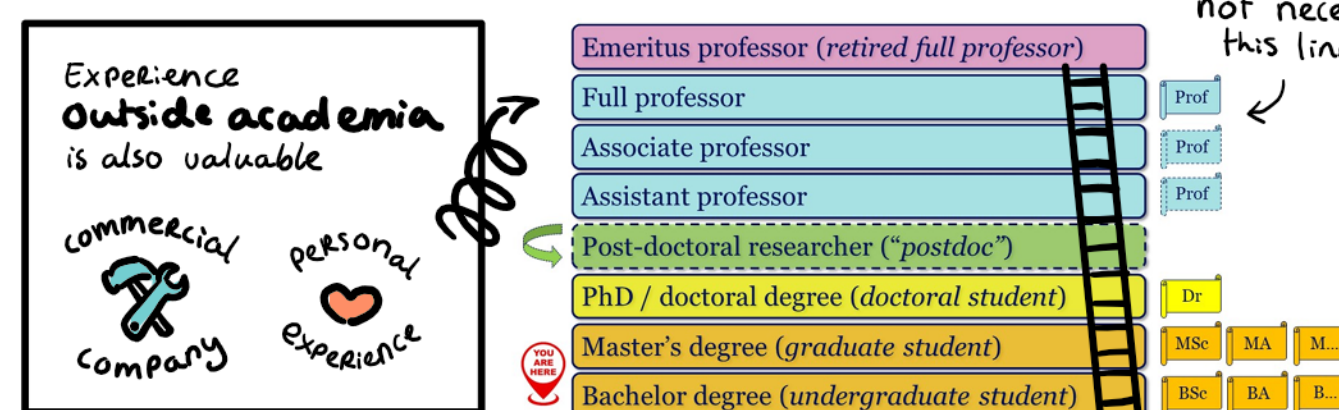 not nece
this lin
Experience
outside academia
is also valuable
commercial
company
personal
experience
Emeritus professor (retired full professor)
Full professor
Prof
Associate professor
Prof
Assistant professor
Prof
Post-doctoral researcher ("postdoc")
PhD / doctoral degree (doctoral student)
Dr
YOU
ARE
HERE
Master's degree (graduate student)
MSc MA M...
Bachelor degree (undergraduate student)
BSc BA B...